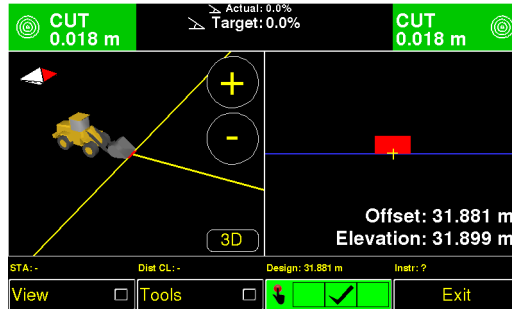 CUT
0.018 m
Actual: 0.0%
Target: 0.0%
CUT
0.018 m
+
-
3D
Offset: 31.881 m
Elevation: 31.899 m
STA: -
Dist CL: -
Design: 31.881 m
Instr: ?
View
Tools
Exit